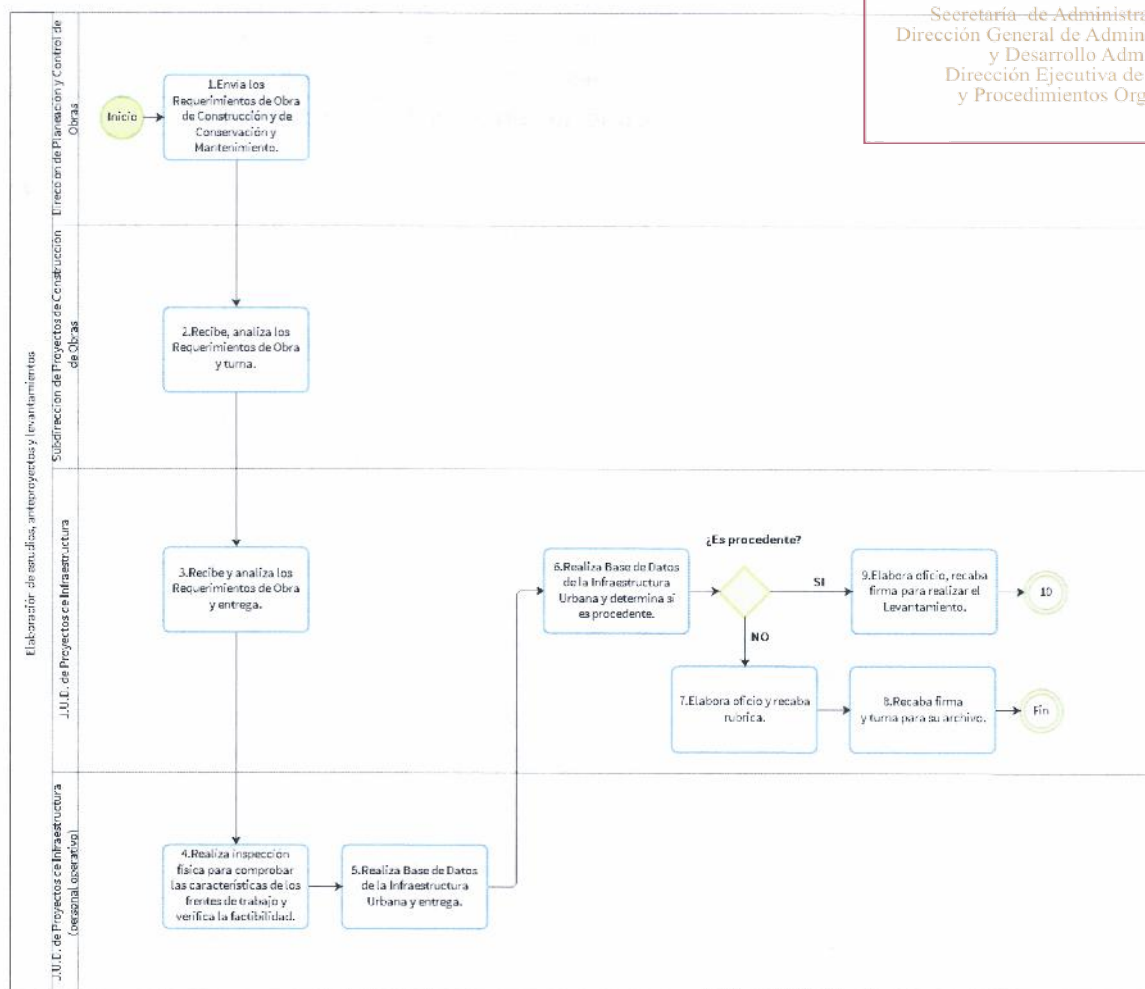 Secretaría de Administra
Dirección General de Admin
y Desarrollo Adm
Dirección Ejecutiva de
y Procedimientos Org
Elaboración de estudios, anteproyectos y levantamientos
Dirección de Planeación y Control de
Obras
Inicio
1.Envía los
Requerimientos de Obra
de Construcción y de
Conservación y
Mantenimiento.
Subdirección de Proyectos de Construcción
de Obras
2.Recibe, analiza los
Requerimientos de Obra
y turna.
J.U.D. de Proyectos de Infraestructura
3.Recibe y analiza los
Requerimientos de Obra
y entrega.
6.Realiza Base de Datos
de la Infraestructura
Urbana y determina si
es procedente.
¿Es procedente?
SI
9.Elabora oficio, recaba
firma para realizar el
Levantamiento.
10
NO
7.Elabora oficio y recaba
rubrica.
8.Recaba firma
y turna para su archivo.
Fin
J.U.D. de Proyectos de Infraestructura
(personal operativo)
4.Realiza inspección
física para comprobar
las características de los
frentes de trabajo y
verifica la factibilidad.
5.Realiza Base de Datos
de la Infraestructura
Urbana y entrega.